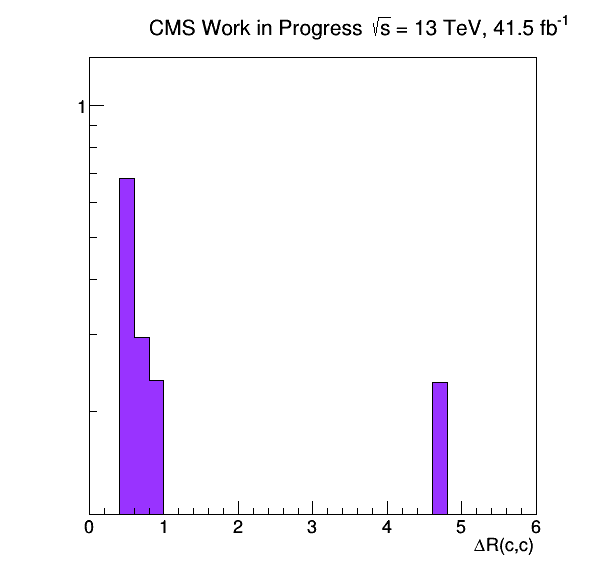 CMS Work in Progress √s = 13 TeV, 41.5 fb⁻¹
1
0 1 2 3 4 5 6
ΔR(c,c)